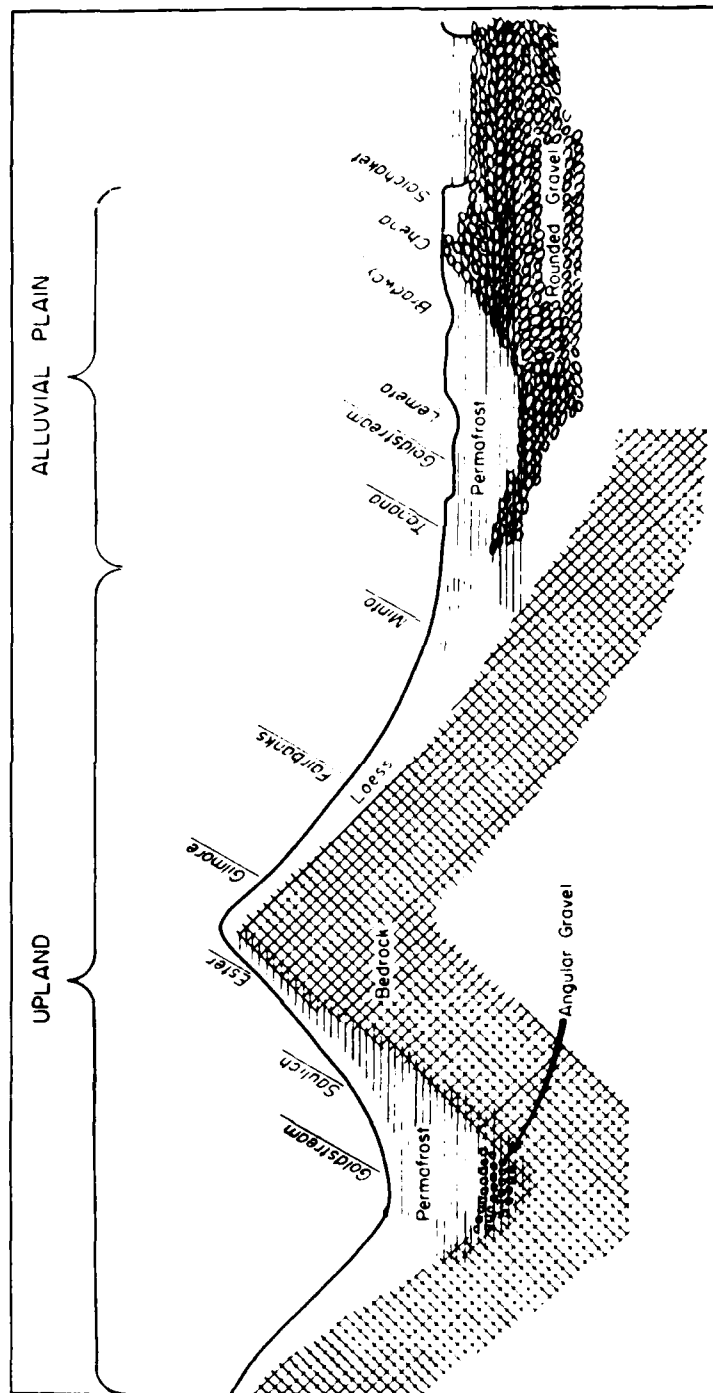 UPLAND
ALLUVIAL PLAIN
Goldstream
Saulich
Ester
Gilmore
Fairbanks
Minto
Tanana
Goldstream
Lemeta
Bradway
Chena
Salchaket
Loess
Permafrost
Permafrost
Bedrock
Angular Gravel
Rounded Gravel